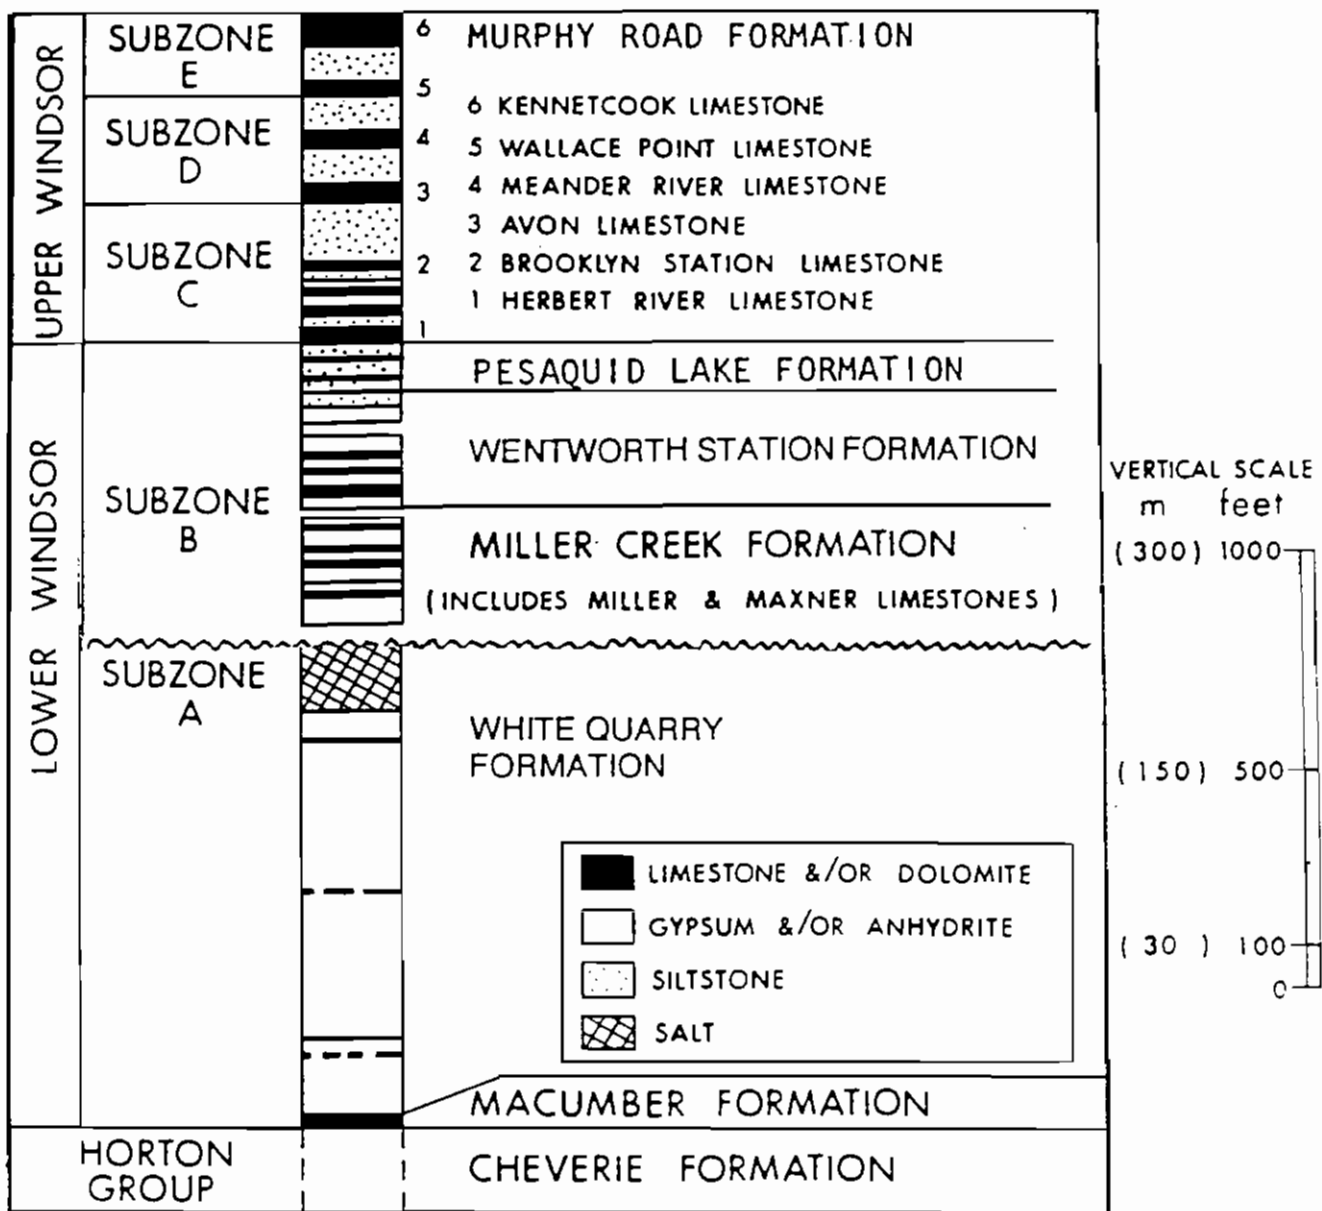 UPPER WINDSOR
SUBZONE
E
SUBZONE
D
SUBZONE
C
6
5
4
3
2
1
MURPHY ROAD FORMATION
6 KENNETCOOK LIMESTONE
5 WALLACE POINT LIMESTONE
4 MEANDER RIVER LIMESTONE
3 AVON LIMESTONE
2 BROOKLYN STATION LIMESTONE
1 HERBERT RIVER LIMESTONE
LOWER WINDSOR
SUBZONE
B
PESAQUID LAKE FORMATION
WENTWORTH STATION FORMATION
MILLER CREEK FORMATION
(INCLUDES MILLER & MAXNER LIMESTONES)
SUBZONE
A
WHITE QUARRY
FORMATION
LIMESTONE &/OR DOLOMITE
GYPSUM &/OR ANHYDRITE
SILTSTONE
SALT
MACUMBER FORMATION
HORTON
GROUP
CHEVERIE FORMATION
VERTICAL SCALE
m feet
(300) 1000
(150) 500
(30) 100
0